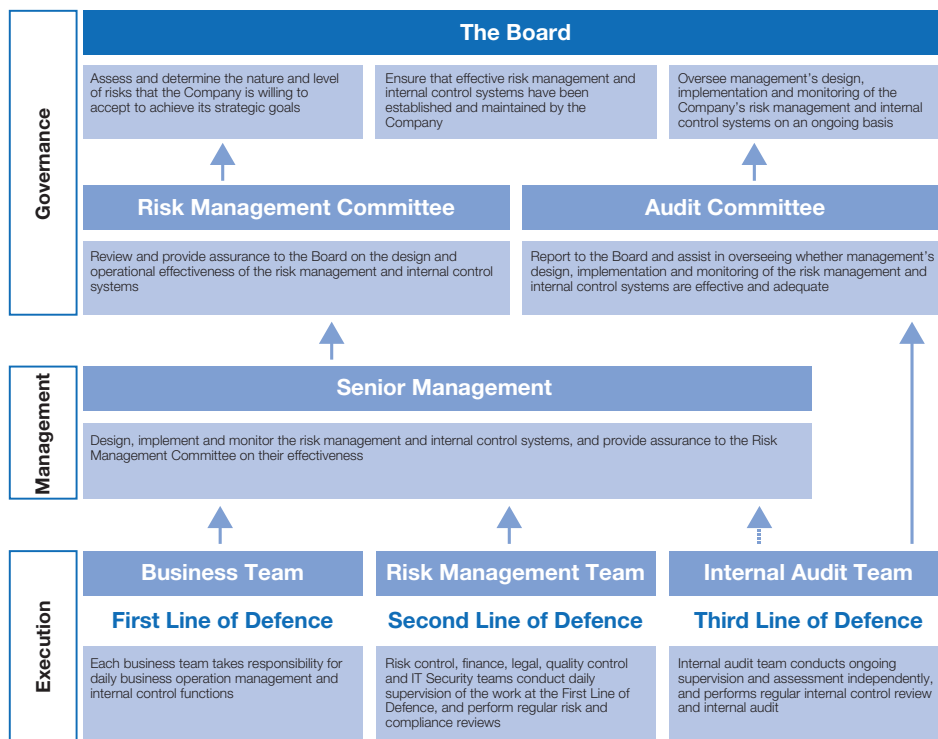 Governance
The Board
Assess and determine the nature and level
of risks that the Company is willing to
accept to achieve its strategic goals
Ensure that effective risk management and
internal control systems have been
established and maintained by the
Company
Oversee management's design,
implementation and monitoring of the
Company's risk management and internal
control systems on an ongoing basis
Risk Management Committee
Review and provide assurance to the Board on the design and
operational effectiveness of the risk management and internal control
systems
Audit Committee
Report to the Board and assist in overseeing whether management's
design, implementation and monitoring of the risk management and
internal control systems are effective and adequate
Management
Senior Management
Design, implement and monitor the risk management and internal control systems, and provide assurance to the Risk
Management Committee on their effectiveness
Execution
Business Team
First Line of Defence
Each business team takes responsibility for
daily business operation management and
internal control functions
Risk Management Team
Second Line of Defence
Risk control, finance, legal, quality control
and IT Security teams conduct daily
supervision of the work at the First Line of
Defence, and perform regular risk and
compliance reviews
Internal Audit Team
Third Line of Defence
Internal audit team conducts ongoing
supervision and assessment independently,
and performs regular internal control review
and internal audit